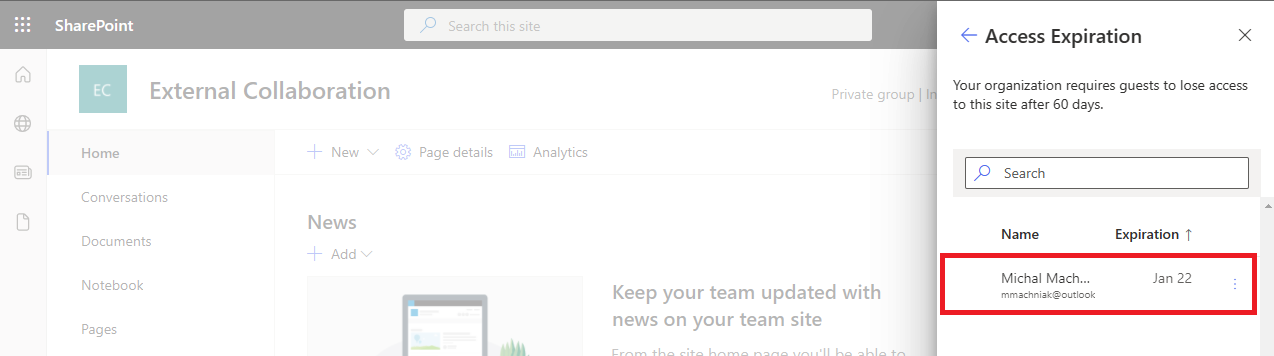 SharePoint
Search this site
EC
External Collaboration
Private group | In
Home
Conversations
Documents
Notebook
Pages
New
Page details
Analytics
News
Add
Keep your team updated with
news on your team site
From the site home page you'll be able to
Access Expiration
Your organization requires guests to lose access
to this site after 60 days.
Search
Name Expiration ↑
Michal Mach... Jan 22
mmachniak@outlook